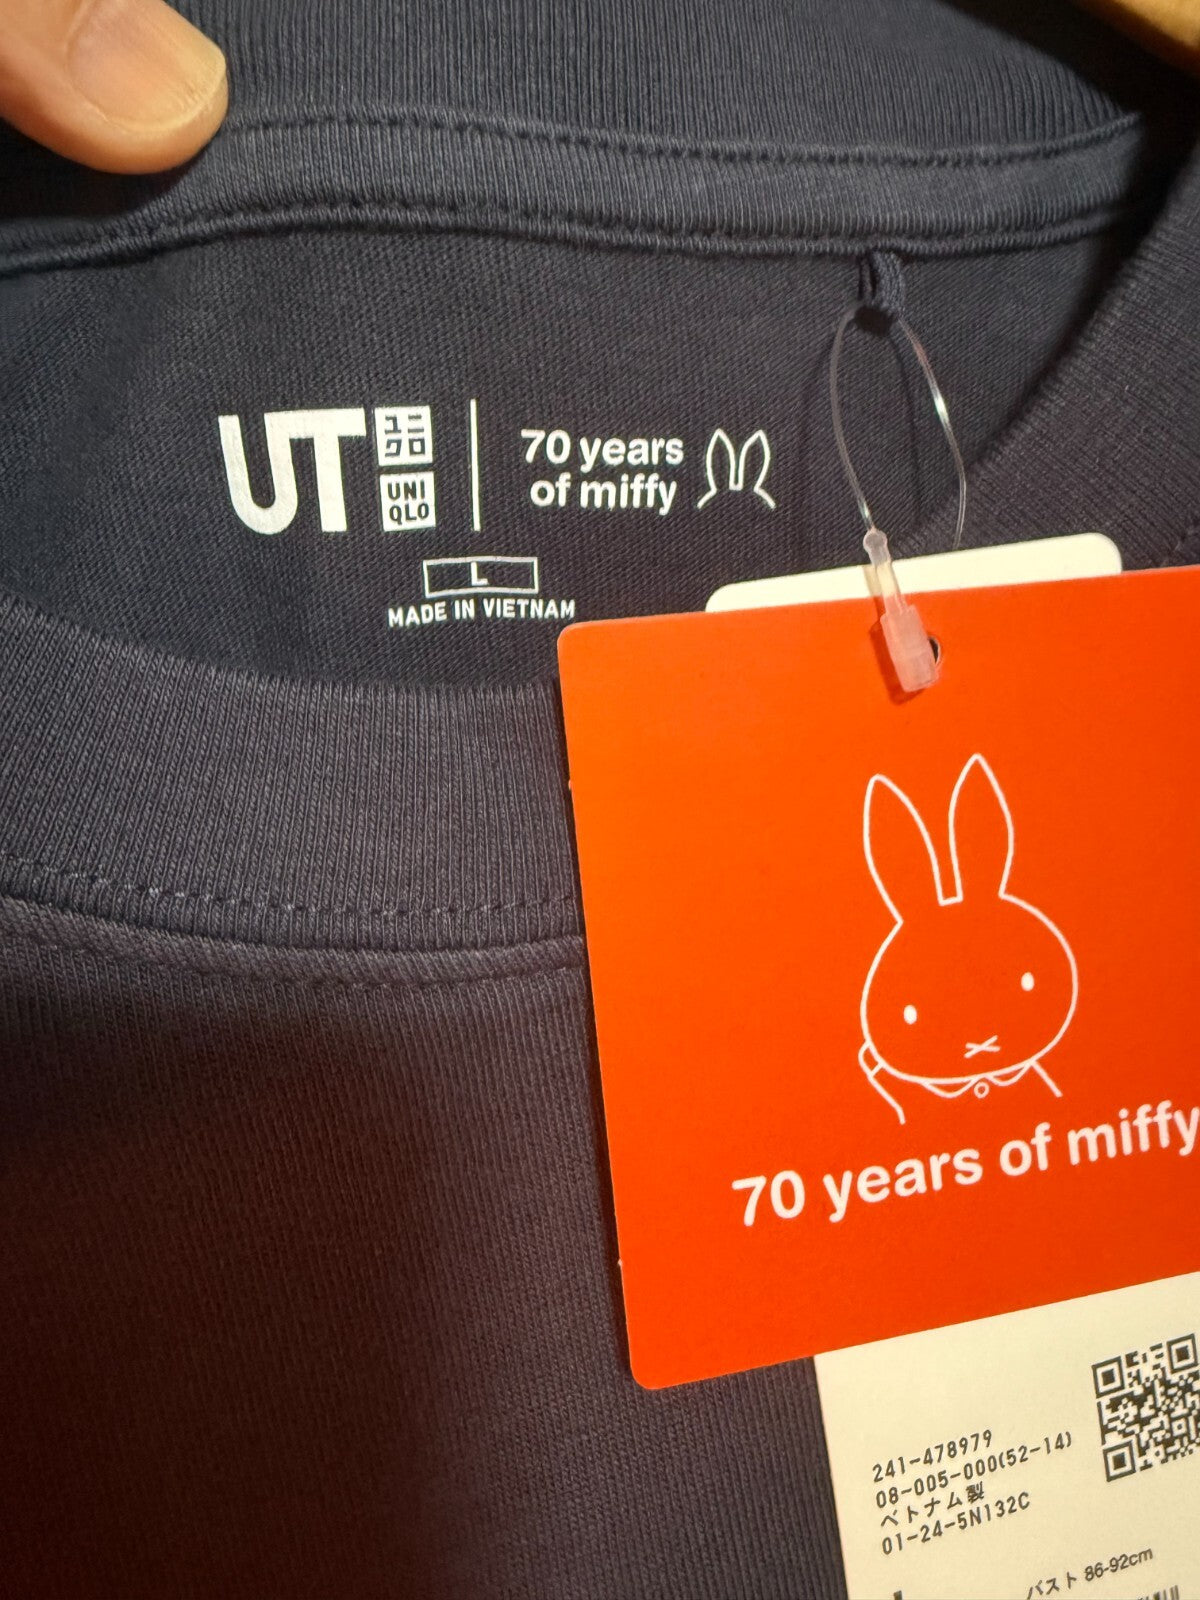 UT
ユニ
クロ
UNI
QLO
70 years
of miffy
L
MADE IN VIETNAM
70 years of miffy
241-478979
08-005-000(52-14)
ベトナム製
01-24-5N132C
バスト 86-92cm